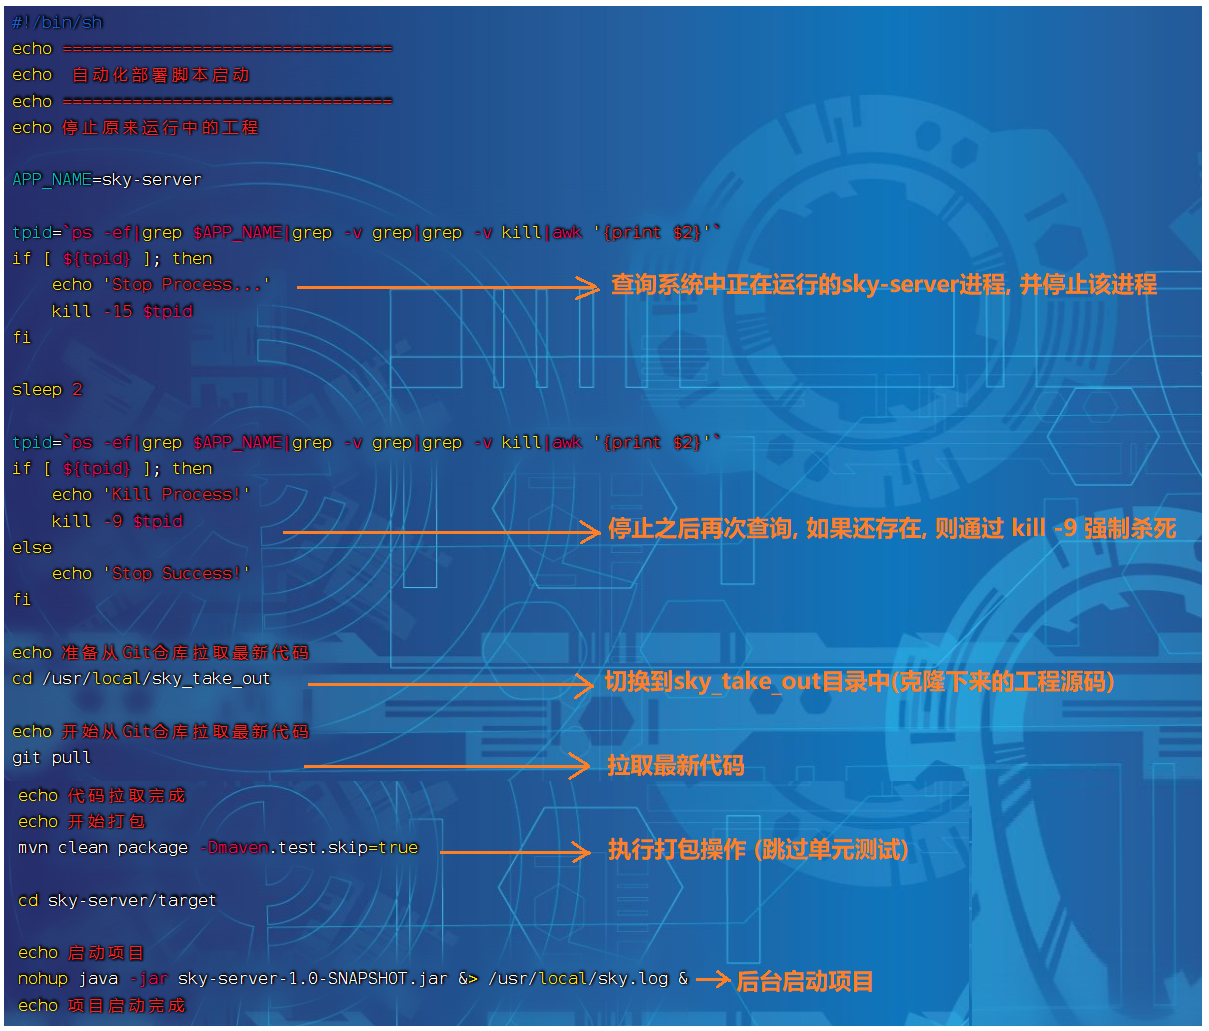 #!/bin/sh
echo =================================
echo  自动化部署脚本启动
echo =================================
echo 停止原来运行中的工程
APP_NAME=sky-server
tpid=`ps -ef|grep $APP_NAME|grep -v grep|grep -v kill|awk '{print $2}'`
if [ ${tpid} ]; then
    echo 'Stop Process...'
查询系统中正在运行的sky-server进程, 并停止该进程
    kill -15 $tpid
fi
sleep 2
tpid=`ps -ef|grep $APP_NAME|grep -v grep|grep -v kill|awk '{print $2}'`
if [ ${tpid} ]; then
    echo 'Kill Process!'
    kill -9 $tpid
停止之后再次查询, 如果还存在, 则通过 kill -9 强制杀死
else
    echo 'Stop Success!'
fi
echo 准备从Git仓库拉取最新代码
cd /usr/local/sky_take_out
切换到sky_take_out目录中(克隆下来的工程源码)
echo 开始从Git仓库拉取最新代码
git pull
拉取最新代码
echo 代码拉取完成
echo 开始打包
mvn clean package -Dmaven.test.skip=true
执行打包操作 (跳过单元测试)
cd sky-server/target
echo 启动项目
nohup java -jar sky-server-1.0-SNAPSHOT.jar &> /usr/local/sky.log &
后台启动项目
echo 项目启动完成